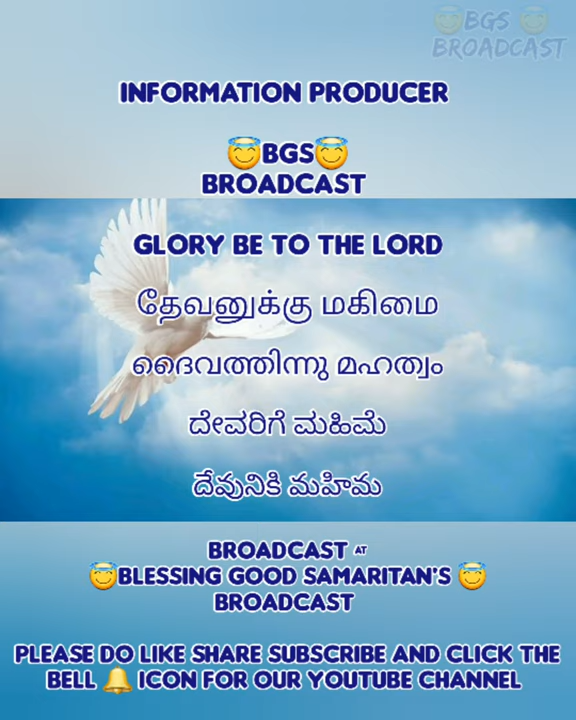 😇BGS😇
BROADCAST
INFORMATION PRODUCER
😇BGS😇
BROADCAST
GLORY BE TO THE LORD
தேவனுக்கு மகிமை
ദൈവത്തിന്നു മഹത്വം
ದೇವರಿಗೆ ಮಹಿಮೆ
దేవునికి మహిమ
BROADCAST AT
😇BLESSING GOOD SAMARITAN'S😇
BROADCAST
PLEASE DO LIKE SHARE SUBSCRIBE AND CLICK THE
BELL 🔔 ICON FOR OUR YOUTUBE CHANNEL